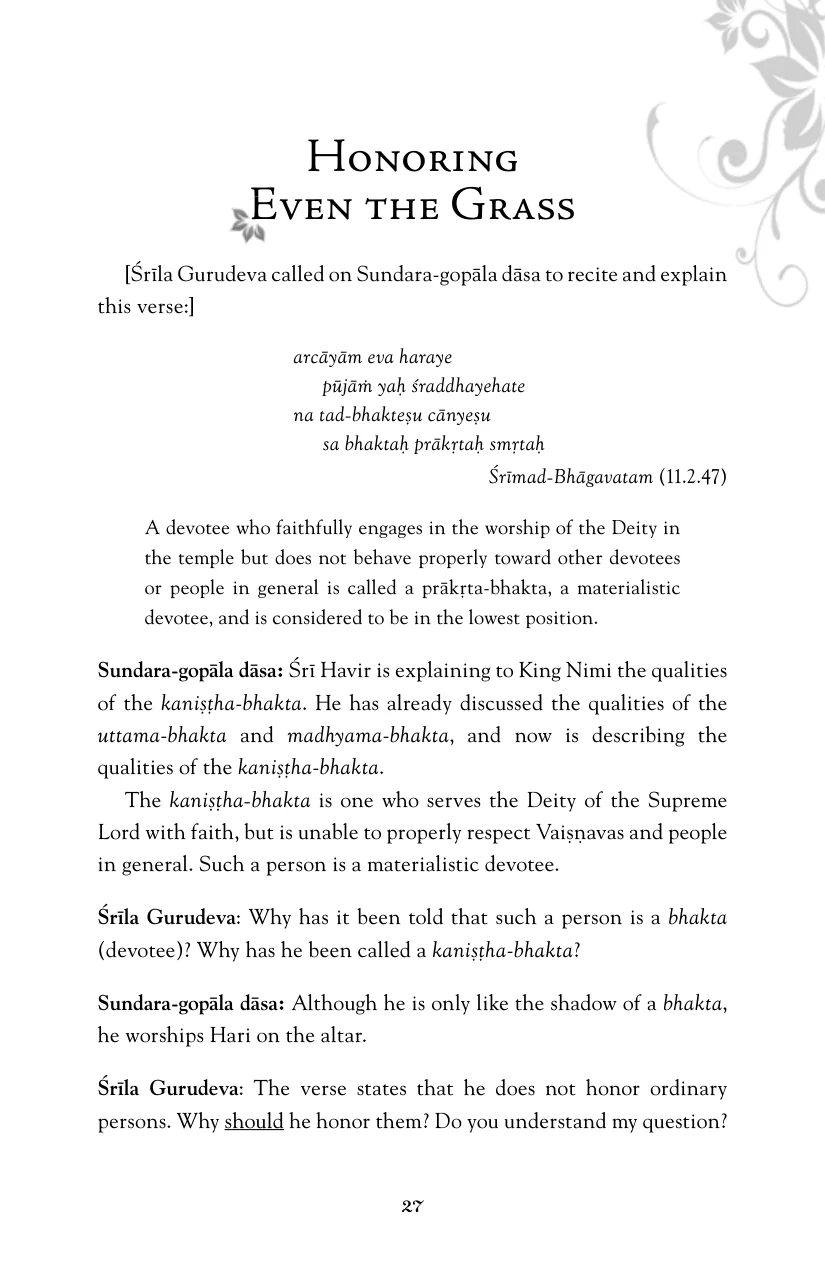 Honoring
Even the Grass
[Śrīla Gurudeva called on Sundara-gopāla dāsa to recite and explain
this verse:]
arcāyām eva haraye
pūjāṁ yaḥ śraddhayehate
na tad-bhakteṣu cānyeṣu
sa bhaktaḥ prākṛtaḥ smṛtaḥ
Śrīmad-Bhāgavatam (11.2.47)
A devotee who faithfully engages in the worship of the Deity in
the temple but does not behave properly toward other devotees
or people in general is called a prākṛta-bhakta, a materialistic
devotee, and is considered to be in the lowest position.
Sundara-gopāla dāsa: Śrī Havir is explaining to King Nimi the qualities
of the kaniṣṭha-bhakta. He has already discussed the qualities of the
uttama-bhakta and madhyama-bhakta, and now is describing the
qualities of the kaniṣṭha-bhakta.
The kaniṣṭha-bhakta is one who serves the Deity of the Supreme
Lord with faith, but is unable to properly respect Vaiṣṇavas and people
in general. Such a person is a materialistic devotee.
Śrīla Gurudeva: Why has it been told that such a person is a bhakta
(devotee)? Why has he been called a kaniṣṭha-bhakta?
Sundara-gopāla dāsa: Although he is only like the shadow of a bhakta,
he worships Hari on the altar.
Śrīla Gurudeva: The verse states that he does not honor ordinary
persons. Why should he honor them? Do you understand my question?
27